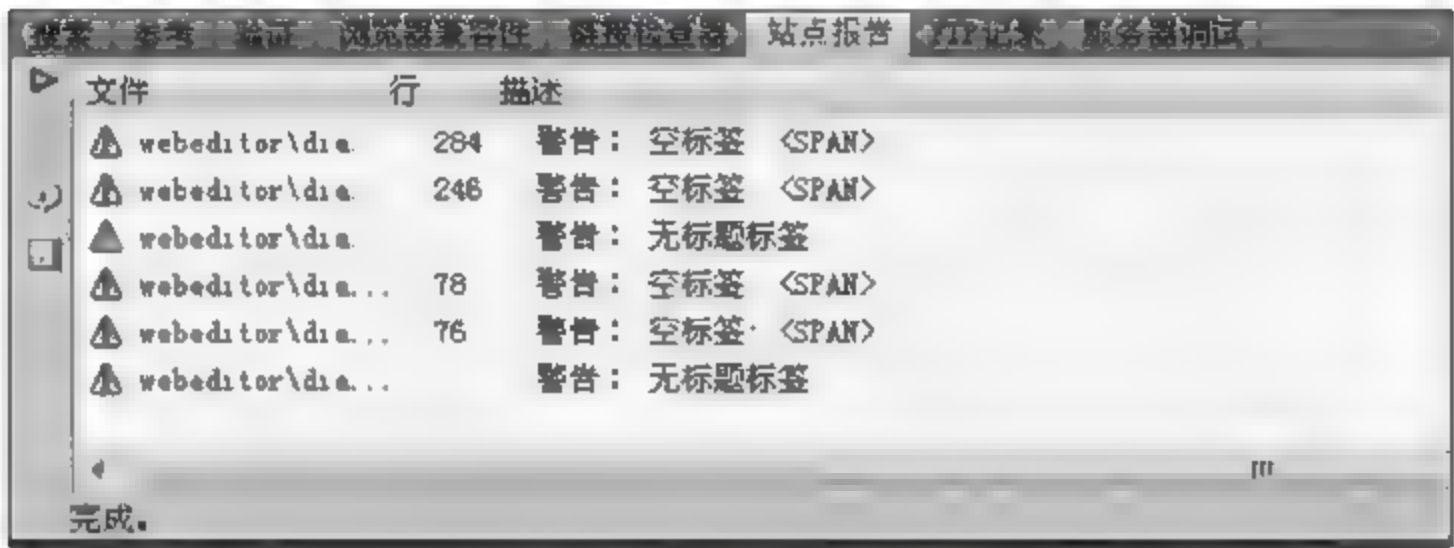 搜索 参考 验证 浏览器兼容性 链接检查器 站点报告 FTP记录 服务器调试
文件 行 描述
webeditor\dia. 284 警告： 空标签 <SPAN>
webeditor\dia. 246 警告： 空标签 <SPAN>
webeditor\dia. 警告： 无标题标签
webeditor\dia... 78 警告： 空标签 <SPAN>
webeditor\dia... 76 警告： 空标签 <SPAN>
webeditor\dia... 警告： 无标题标签
完成。